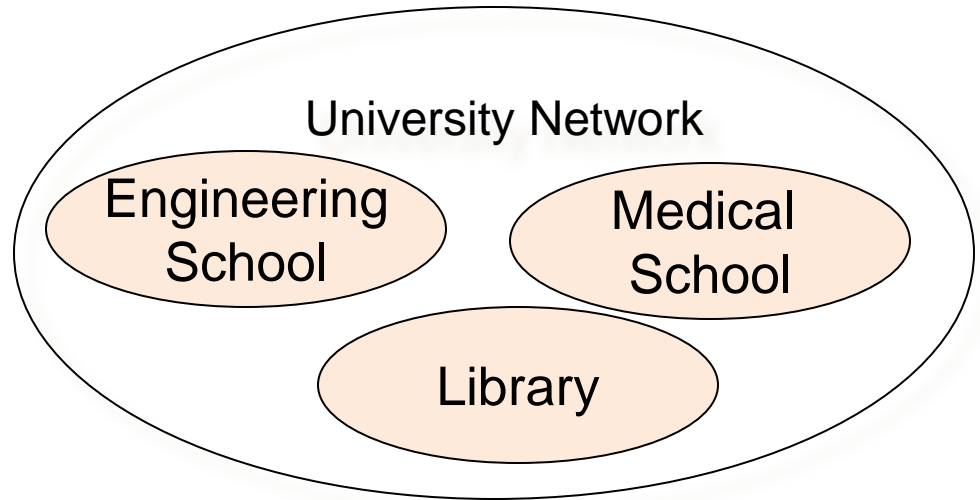 University Network
Engineering
School
Medical
School
Library